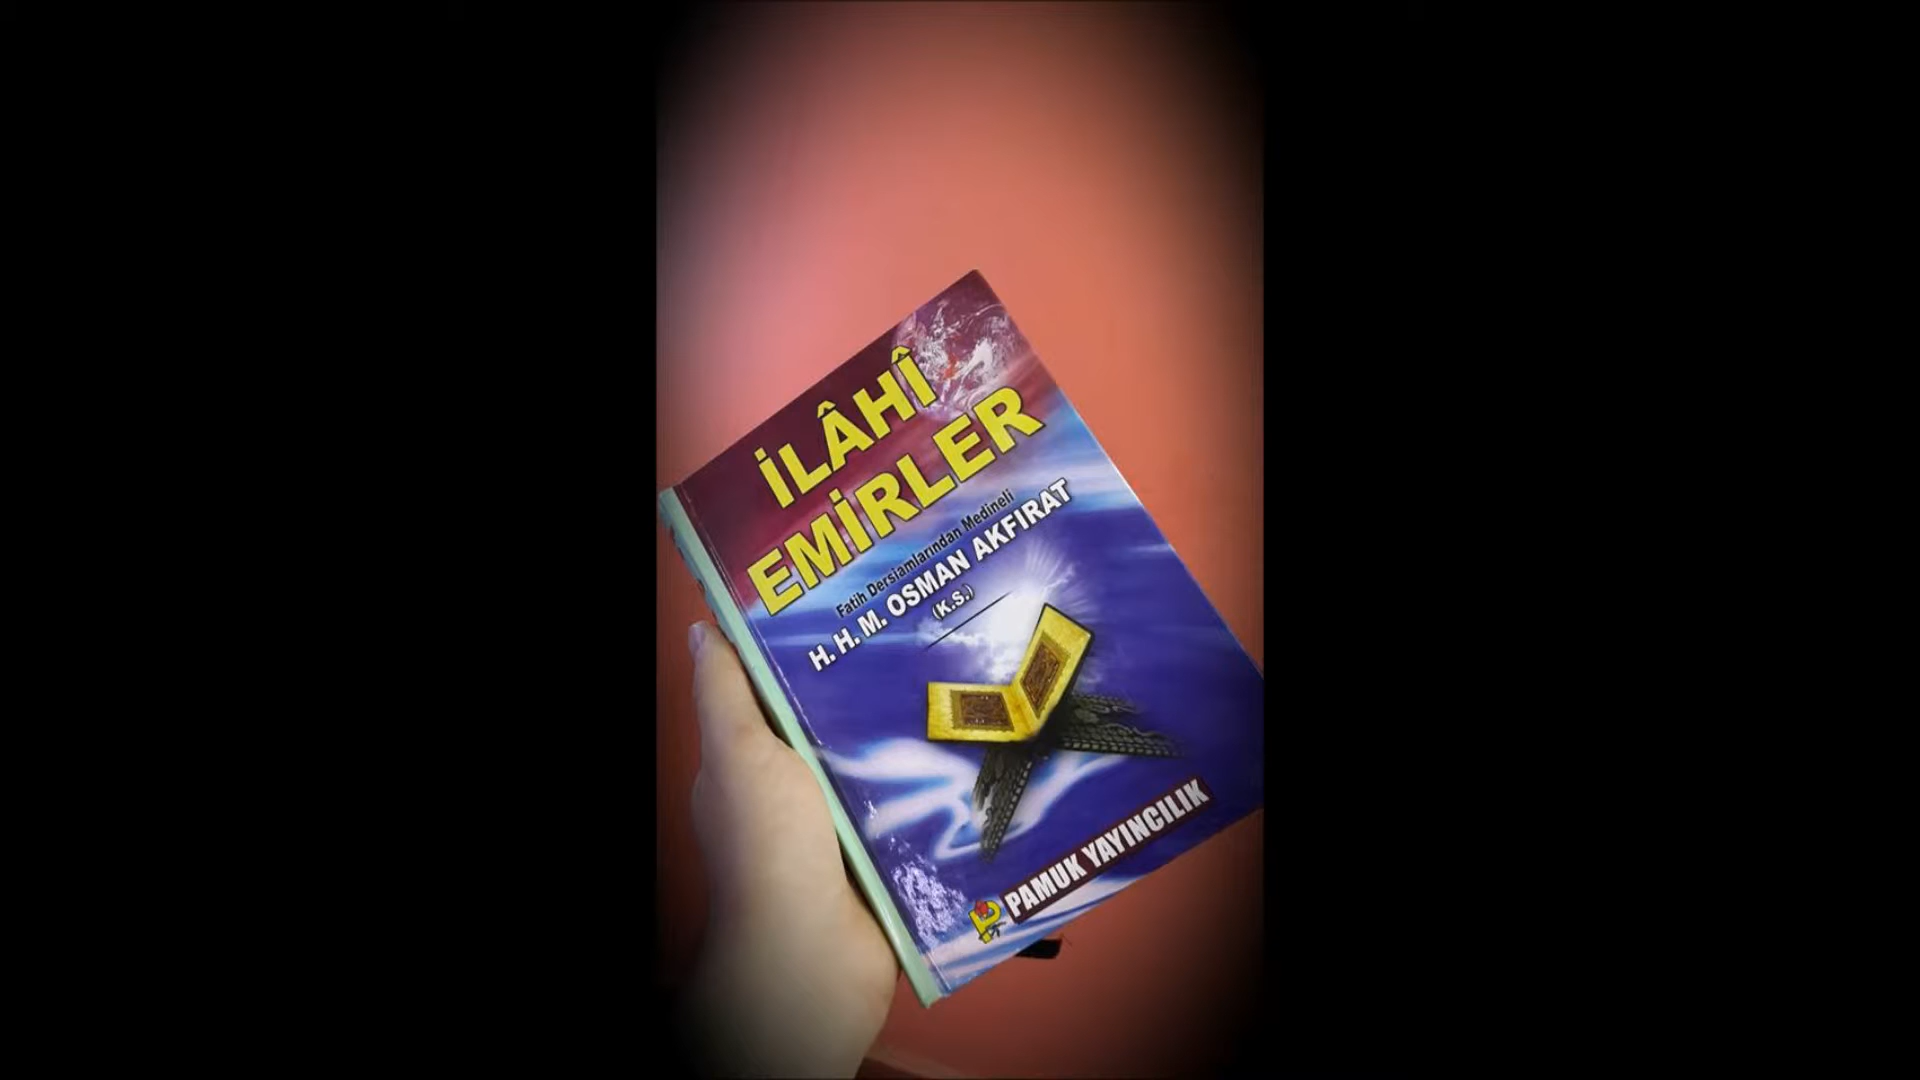 İLÂHÎ
EMİRLER
Fatih Dersiamlarından Medineli
H. H. M. OSMAN AKFIRAT
(K.S.)
PAMUK YAYINCILIK